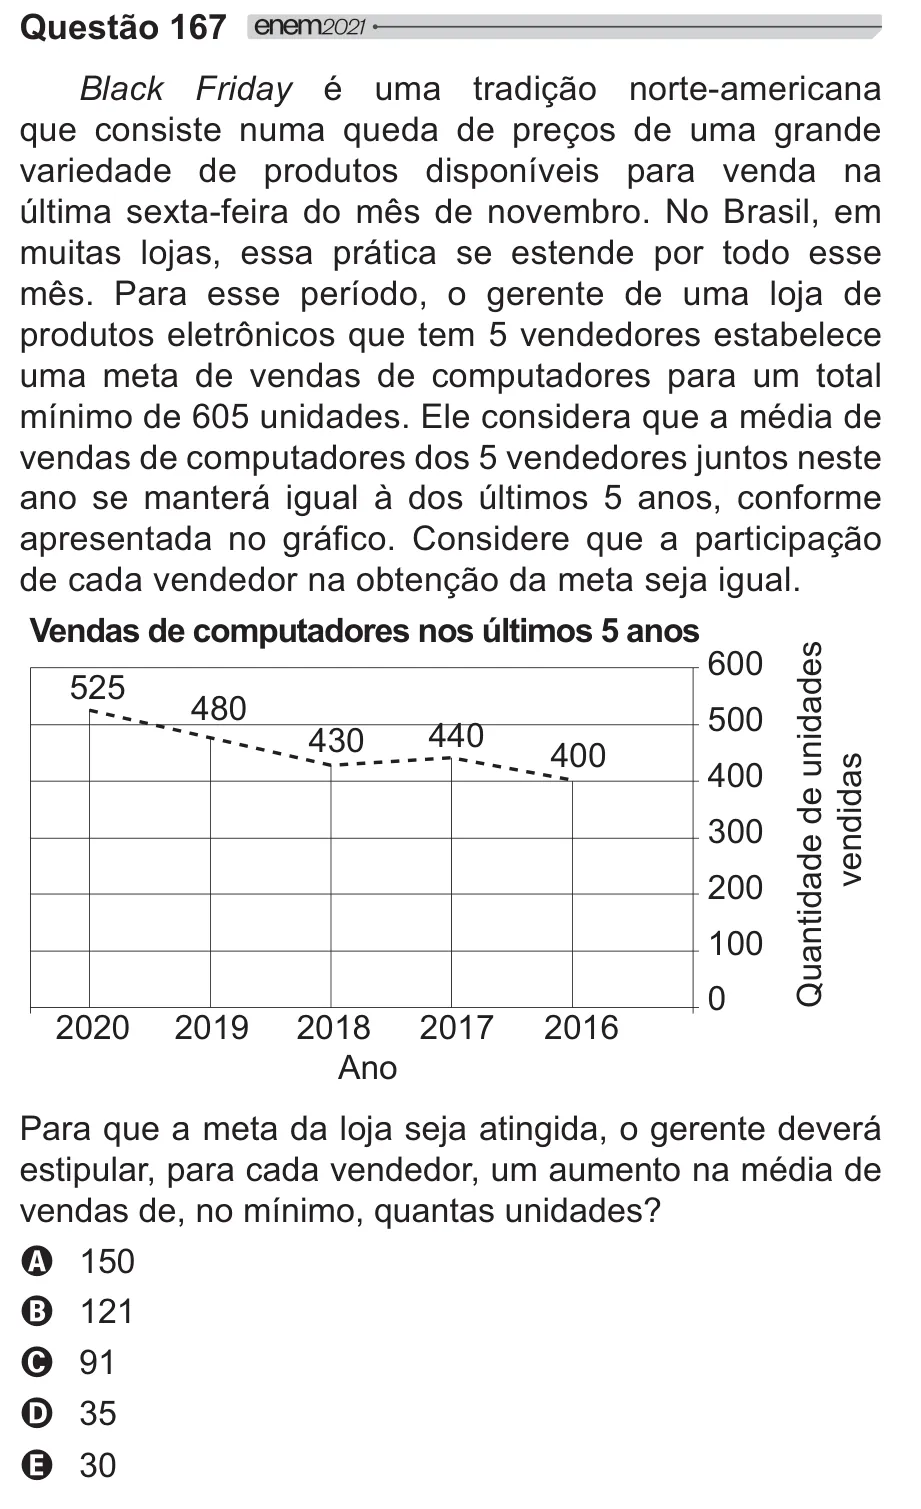 Questão 167 enem2021
Black Friday é uma tradição norte-americana
que consiste numa queda de preços de uma grande
variedade de produtos disponíveis para venda na
última sexta-feira do mês de novembro. No Brasil, em
muitas lojas, essa prática se estende por todo esse
mês. Para esse período, o gerente de uma loja de
produtos eletrônicos que tem 5 vendedores estabelece
uma meta de vendas de computadores para um total
mínimo de 605 unidades. Ele considera que a média de
vendas de computadores dos 5 vendedores juntos neste
ano se manterá igual à dos últimos 5 anos, conforme
apresentada no gráfico. Considere que a participação
de cada vendedor na obtenção da meta seja igual.
Vendas de computadores nos últimos 5 anos
525
480
430
440
400
600
500
400
300
200
100
0
Quantidade de unidades
vendidas
2020 2019 2018 2017 2016
Ano
Para que a meta da loja seja atingida, o gerente deverá
estipular, para cada vendedor, um aumento na média de
vendas de, no mínimo, quantas unidades?
A 150
B 121
C 91
D 35
E 30